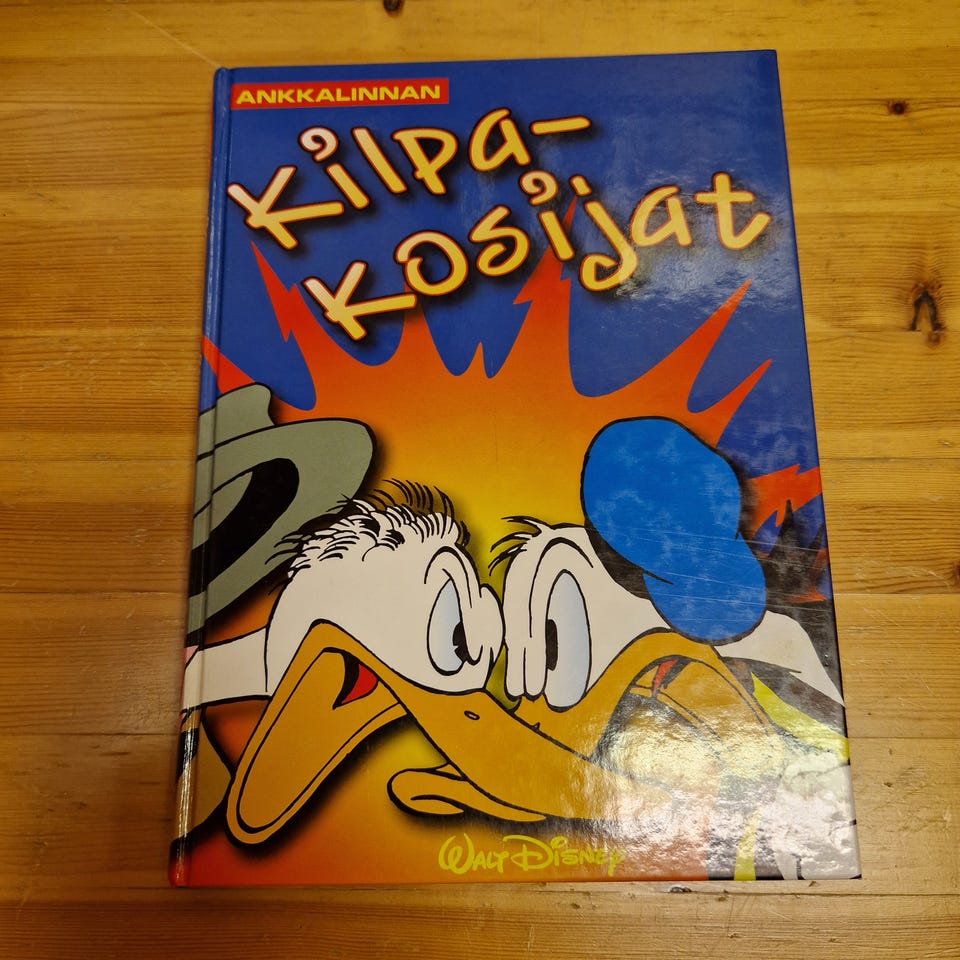 ANKKALINNAN
Kilpa-
kosijat
WALT DISNEY